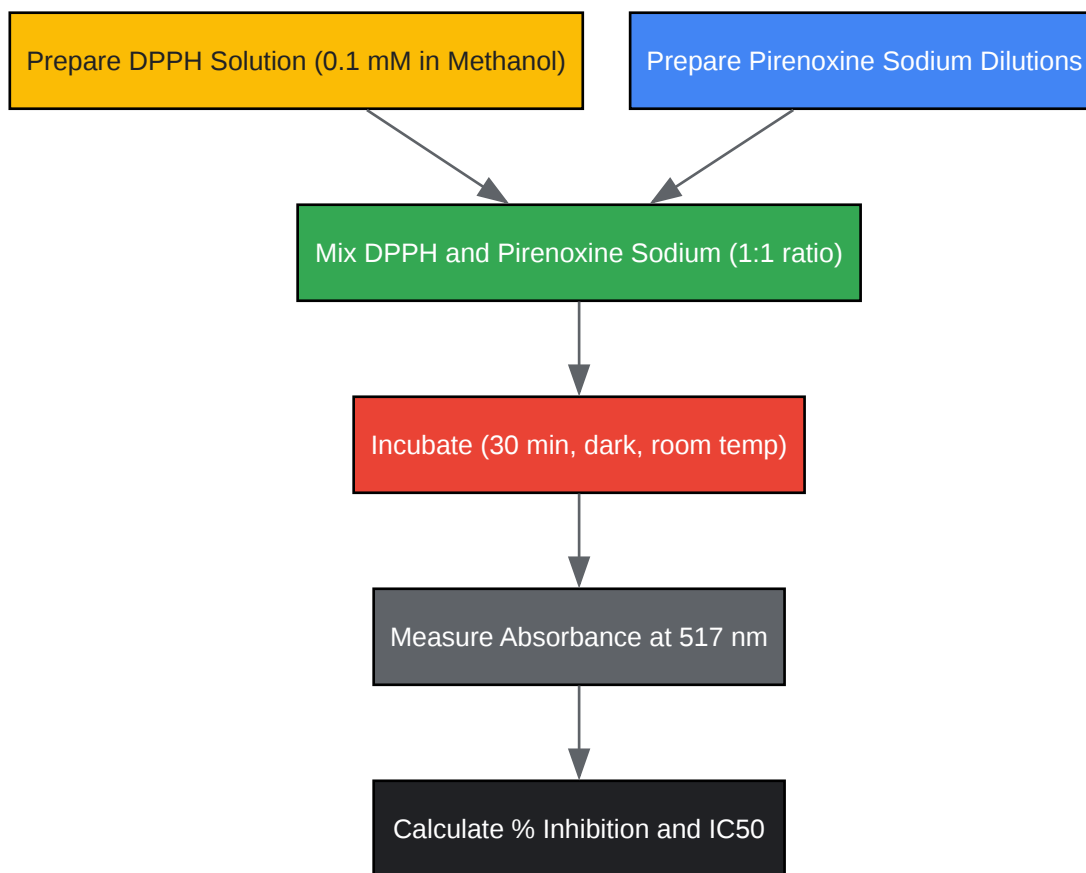 Prepare DPPH Solution (0.1 mM in Methanol)
Prepare Pirenoxine Sodium Dilutions
Mix DPPH and Pirenoxine Sodium (1:1 ratio)
Incubate (30 min, dark, room temp)
Measure Absorbance at 517 nm
Calculate % Inhibition and IC50